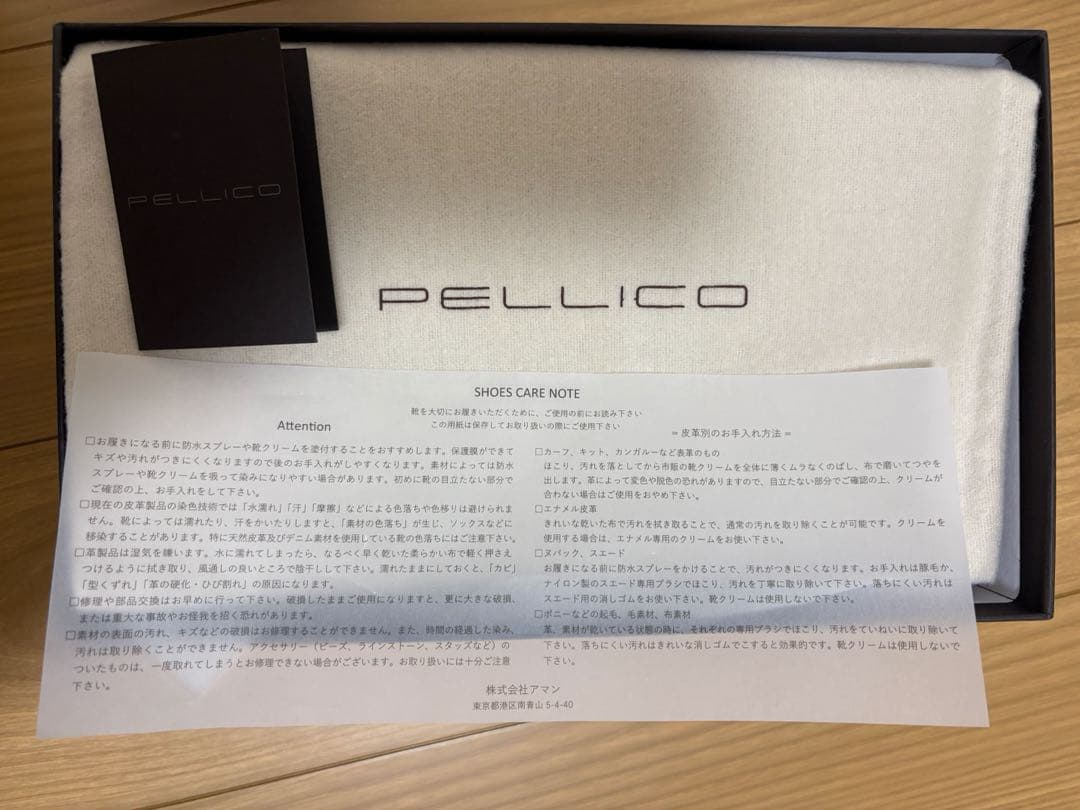 PELLICO
PELLICO
SHOES CARE NOTE
靴を大切にお履きいただくために、ご使用の前にお読み下さい
この用紙は保存してお取り扱いの際にご使用下さい
Attention
□お履きになる前に防水スプレーや靴クリームを塗付することをおすすめします。保護膜ができて
キズや汚れがつきにくくなりますので後のお手入れがしやすくなります。素材によっては防水
スプレーや靴クリームを吸って染みになりやすい場合があります。初めに靴の目立たない部分で
ご確認の上、お手入れをして下さい。
□現在の皮革製品の染色技術では「水濡れ」「汗」「摩擦」などによる色落ちや色移りは避けられま
せん。靴によっては濡れたり、汗をかいたりしますと、「素材の色落ち」が生じ、ソックスなどに
移染することがあります。特に天然皮革及びデニム素材を使用している靴の色落ちにはご注意下さい。
□革製品は湿気を嫌います。水に濡れてしまったら、なるべく早く乾いた柔らかい布で軽く押さえ
つけるように拭き取り、風通しの良いところで陰干しして下さい。濡れたままにしておくと、「カビ」
「型くずれ」「革の硬化・ひび割れ」の原因になります。
□修理や部品交換はお早めに行って下さい。破損したままご使用になりますと、更に大きな破損、
または重大な事故やお怪我を招く恐れがあります。
□素材の表面の汚れ、キズなどの破損はお修理することができません。また、時間の経過した染み、
汚れは取り除くことができません。アクセサリー（ビーズ、ラインストーン、スタッズなど）の
ついたものは、一度取れてしまうとお修理できない場合がございます。お取り扱いには十分ご注意
下さい。
= 皮革別のお手入れ方法 =
□カーフ、キット、カンガルーなど表革のもの
ほこり、汚れを落としてから市販の靴クリームを全体に薄くムラなくのばし、布で磨いてつやを
出します。革によって変色や脱色の恐れがありますので、目立たない部分でご確認の上、クリームが
合わない場合はご使用をおやめ下さい。
□エナメル皮革
きれいな乾いた布で汚れを拭き取ることで、通常の汚れを取り除くことが可能です。クリームを
使用する場合は、エナメル専用のクリームをお使い下さい。
□ヌバック、スエード
お履きになる前に防水スプレーをかけることで、汚れがつきにくくなります。お手入れは豚毛か、
ナイロン製のスエード専用ブラシでほこり、汚れを丁寧に取り除いて下さい。落ちにくい汚れは
スエード用の消しゴムをお使い下さい。靴クリームは使用しないで下さい。
□ポニーなどの起毛、毛素材、布素材
革、素材が乾いている状態の時に、それぞれの専用ブラシでほこり、汚れをていねいに取り除いて
下さい。落ちにくい汚れはきれいな消しゴムでこすると効果的です。靴クリームは使用しないで
下さい。
株式会社アマン
東京都港区南青山 5-4-40